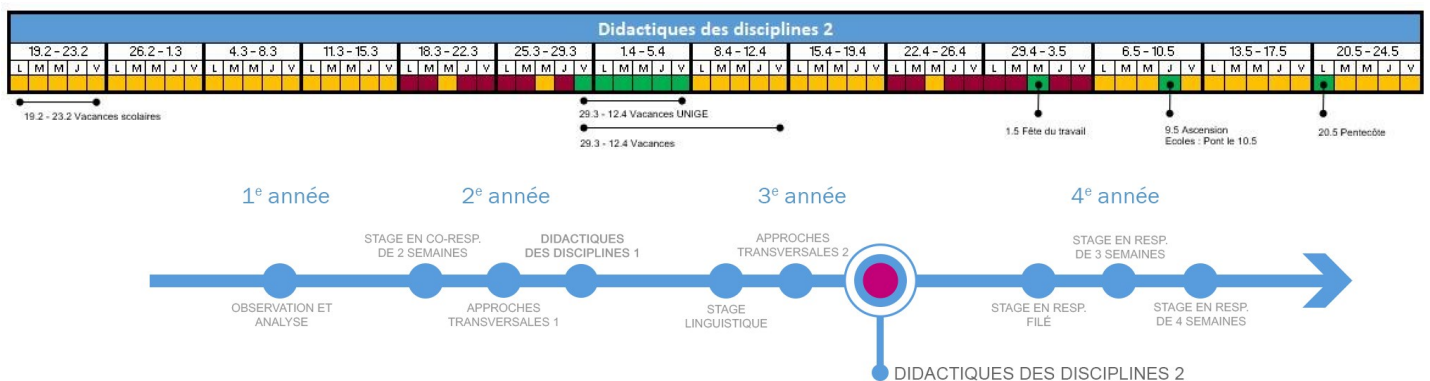 Didactiques des disciplines 2
19.2 - 23.2 26.2 - 1.3 4.3 - 8.3 11.3 - 15.3 18.3 - 22.3 25.3 - 29.3 1.4 - 5.4 8.4 - 12.4 15.4 - 19.4 22.4 - 26.4 29.4 - 3.5 6.5 - 10.5 13.5 - 17.5 20.5 - 24.5
L M M J V L M M J V L M M J V L M M J V L M M J V L M M J V L M M J V L M M J V L M M J V L M M J V L M M J V L M M J V L M M J V L M M J V
19.2 - 23.2 Vacances scolaires
29.3 - 12.4 Vacances UNIGE
29.3 - 12.4 Vacances
1.5 Fête du travail
9.5 Ascension
Ecoles : Pont le 10.5
20.5 Pentecôte
1e année 2e année 3e année 4e année
STAGE EN CO-RESP.
DE 2 SEMAINES
DIDACTIQUES
DES DISCIPLINES 1
APPROCHES
TRANSVERSALES 2
STAGE EN RESP.
DE 3 SEMAINES
OBSERVATION ET
ANALYSE
APPROCHES
TRANSVERSALES 1
STAGE
LINGUISTIQUE
STAGE EN RESP.
FILÉ
STAGE EN RESP.
DE 4 SEMAINES
DIDACTIQUES DES DISCIPLINES 2